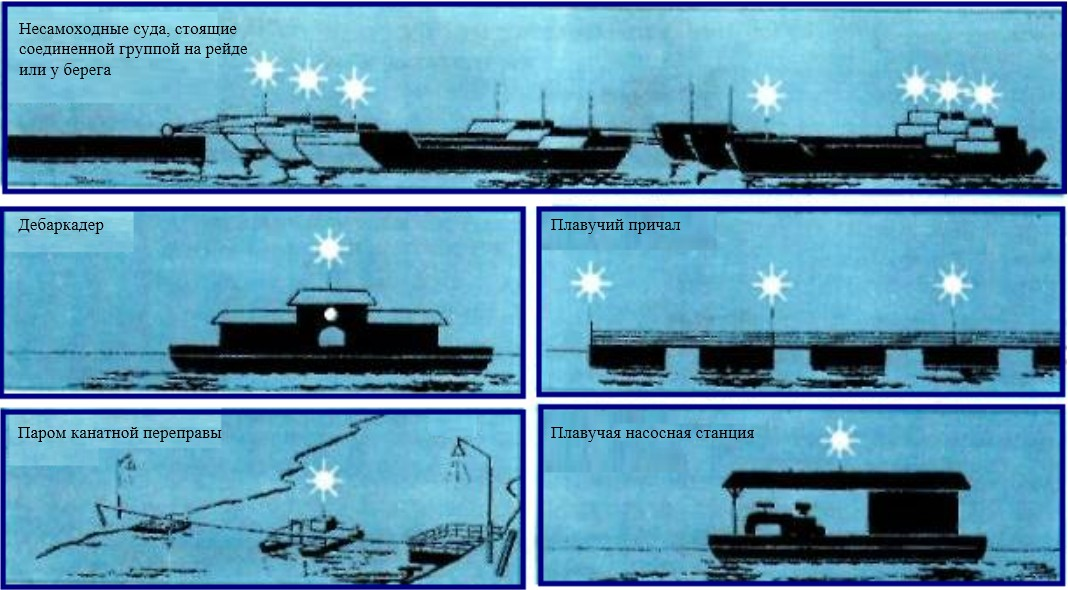 Несамоходные суда, стоящие
соединенной группой на рейде
или у берега
Дебаркадер
Плавучий причал
Паром канатной переправы
Плавучая насосная станция